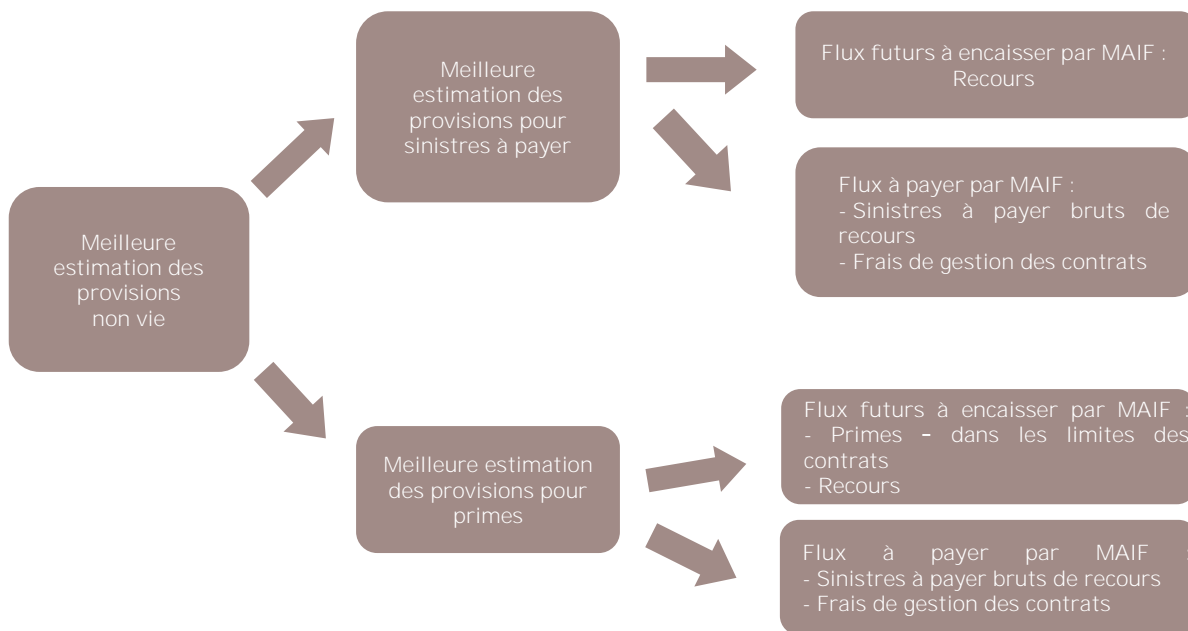 Meilleure
estimation des
provisions
non vie
Meilleure
estimation des
provisions pour
sinistres à payer
Flux futurs à encaisser par MAIF :
Recours
Flux à payer par MAIF :
- Sinistres à payer bruts de
recours
- Frais de gestion des contrats
Meilleure estimation
des provisions pour
primes
Flux futurs à encaisser par MAIF :
- Primes – dans les limites des
contrats
- Recours
Flux à payer par MAIF :
- Sinistres à payer bruts de recours
- Frais de gestion des contrats